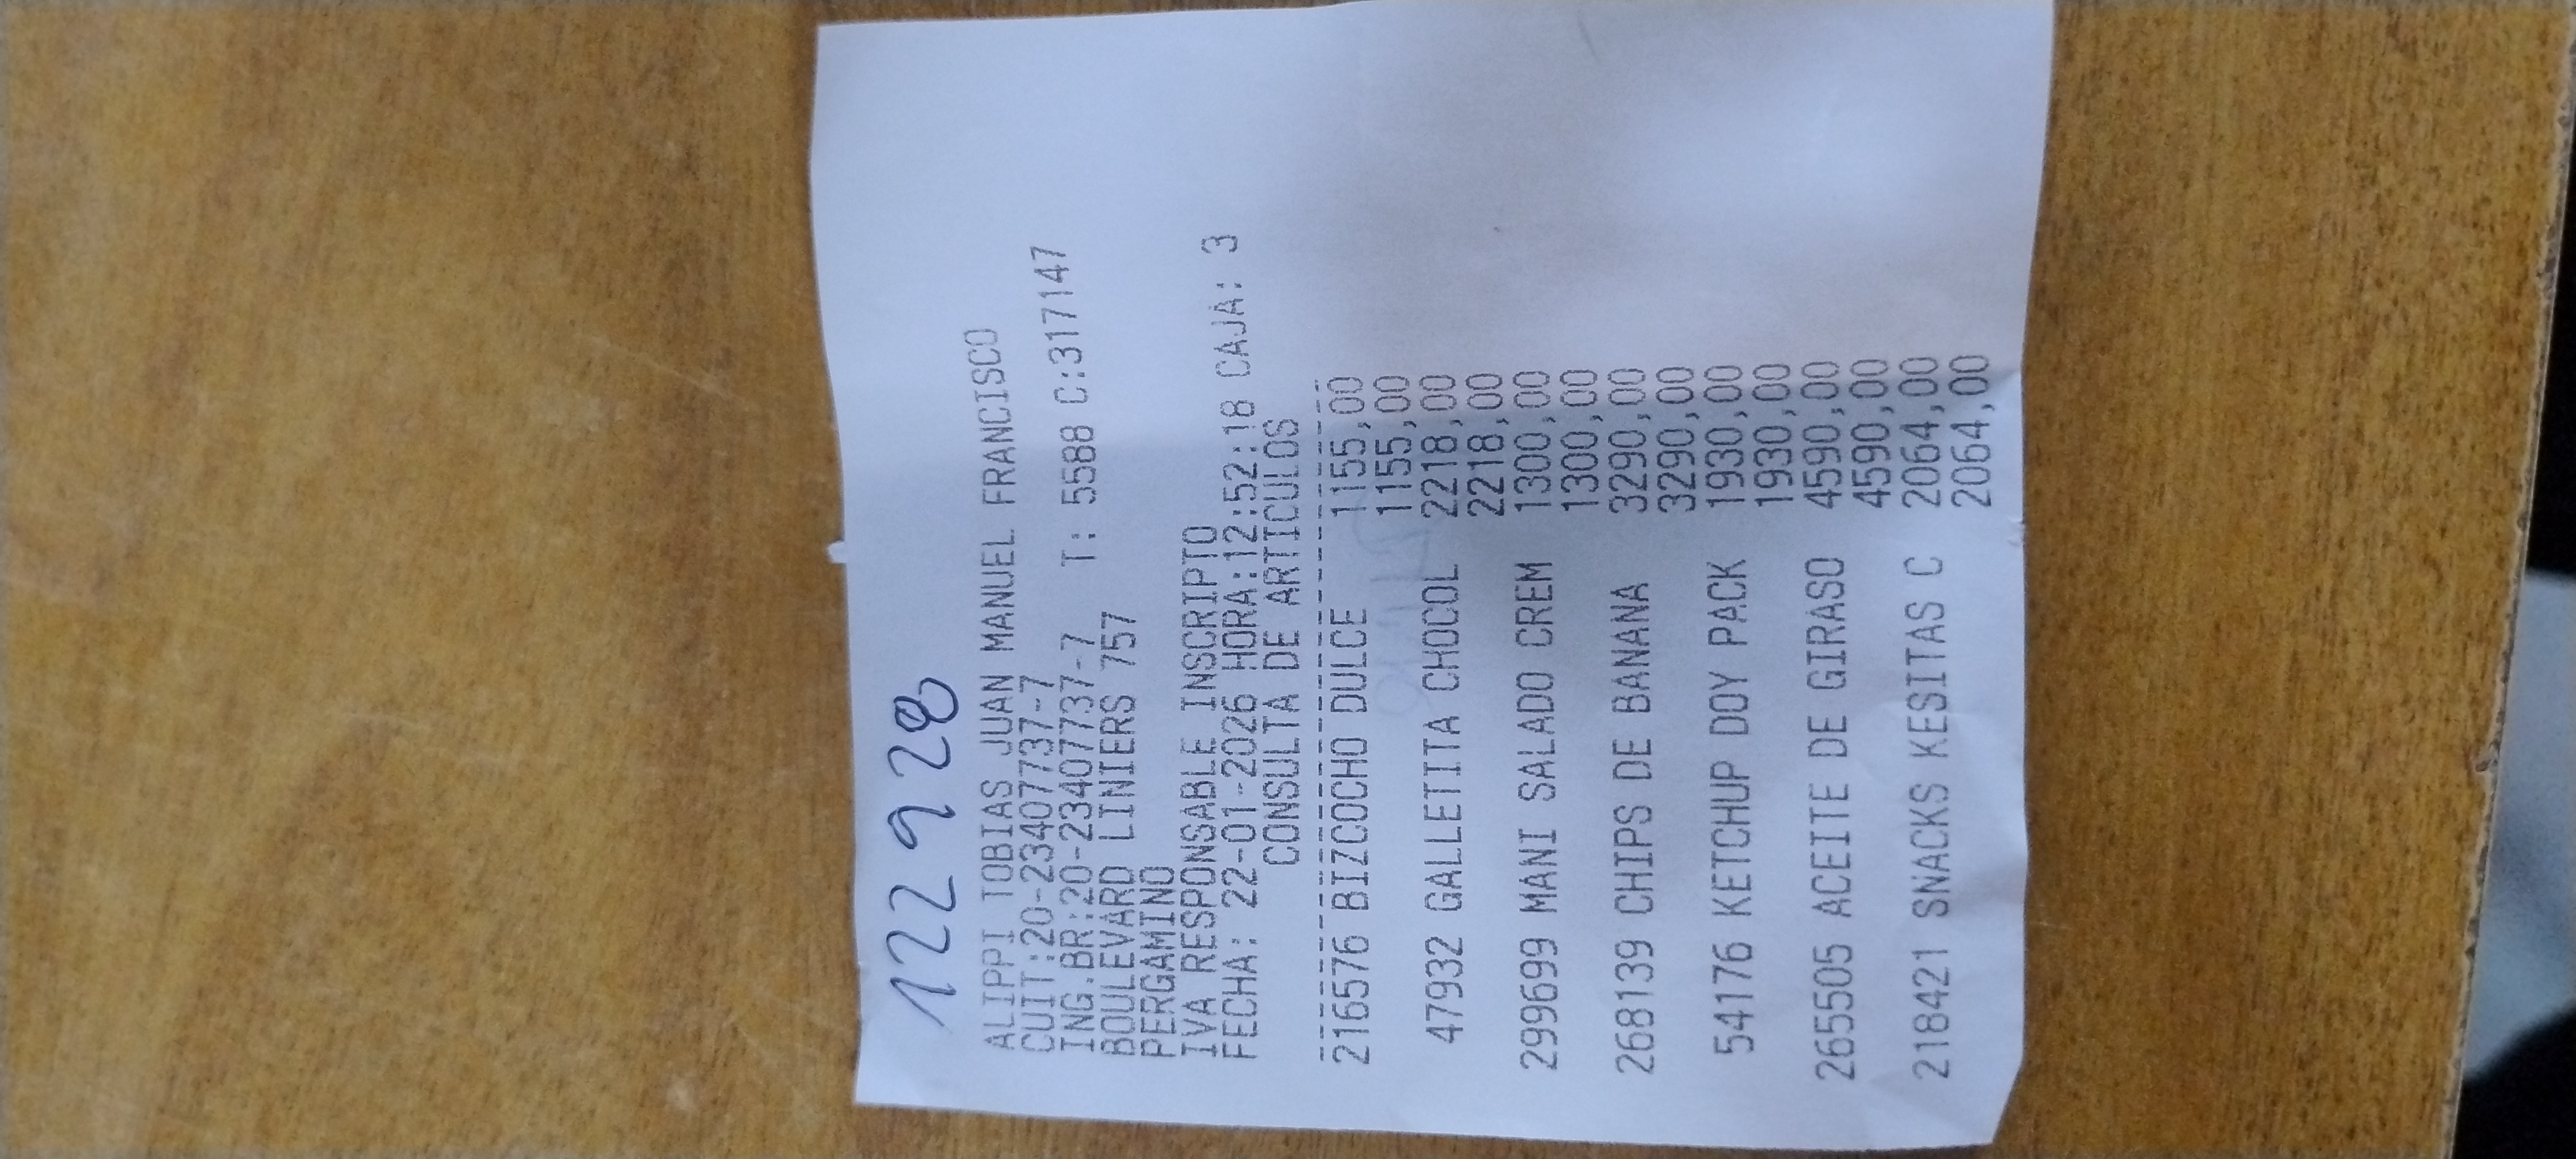 122928
ALIPPI TOBIAS JUAN MANUEL FRANCISCO
CUIT:20-23407737-7
ING.BR:20-23407737-7 T: 5588 C:317147
BOULEVARD LINIERS 757
PERGAMINO
IVA RESPONSABLE INSCRIPTO
FECHA: 22-01-2026 HORA:12:52:18 CAJA: 3
CONSULTA DE ARTICULOS
216576 BIZCOCHO DULCE 1155,00
1155,00
47932 GALLETITA CHOCOL 2218,00
2218,00
299699 MANI SALADO CREM 1300,00
1300,00
268139 CHIPS DE BANANA 3290,00
3290,00
54176 KETCHUP DOY PACK 1930,00
1930,00
265505 ACEITE DE GIRASO 4590,00
4590,00
218421 SNACKS KESITAS C 2064,00
2064,00